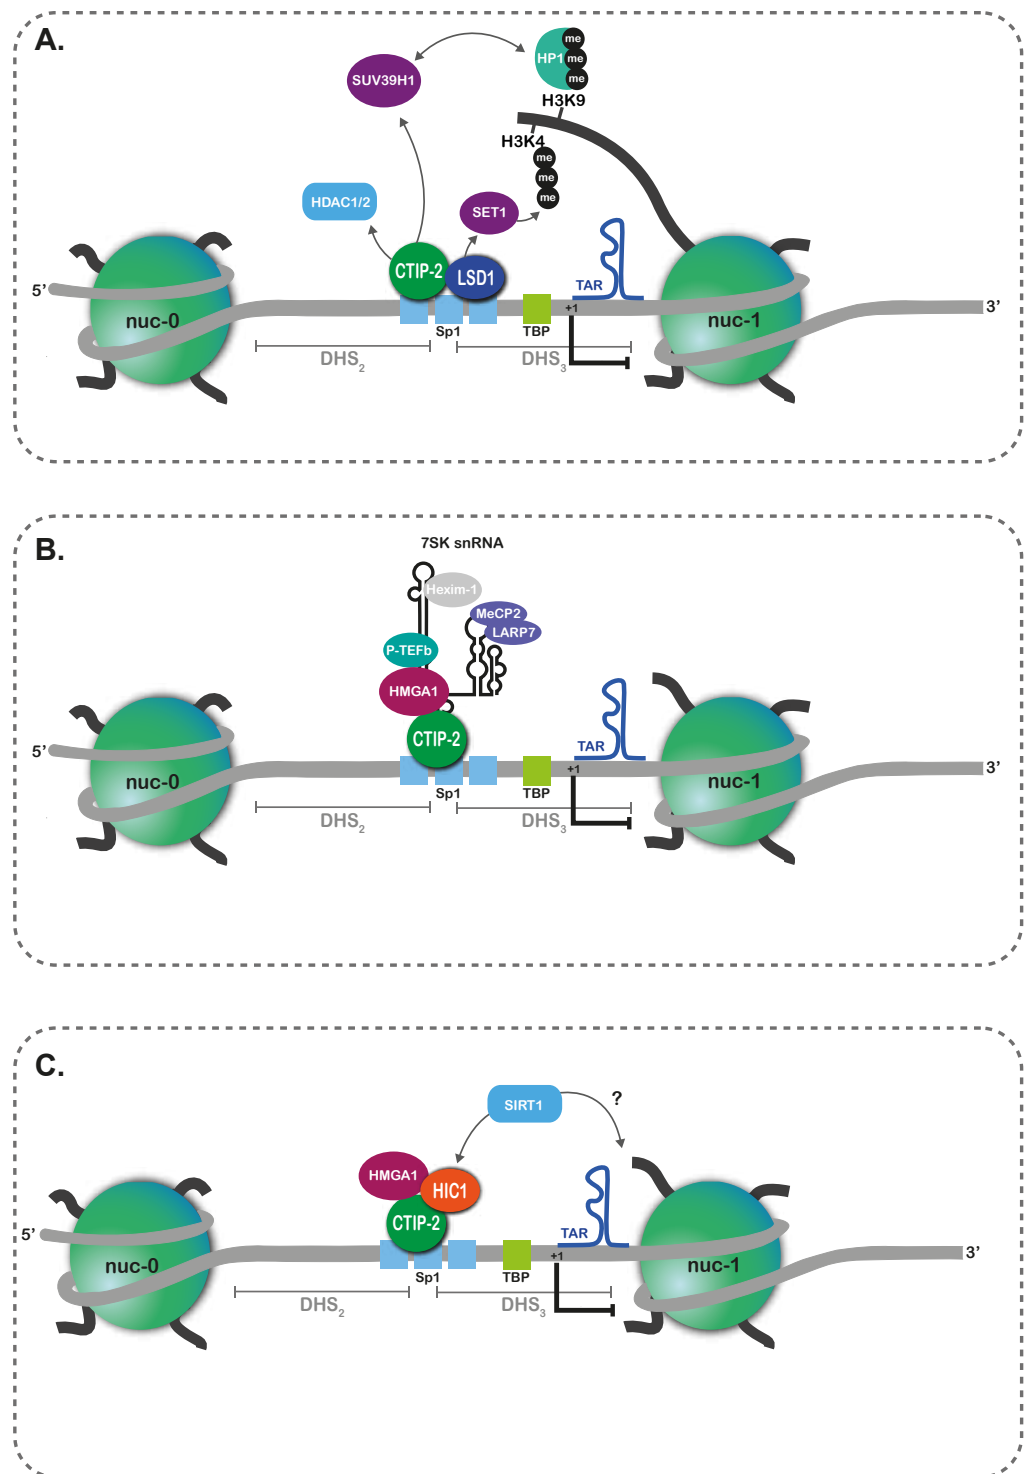 A.
me
HP1
me
me
SUV39H1
H3K9
H3K4
me
me
me
HDAC1/2
SET1
CTIP-2
LSD1
TAR
5’
nuc-0
Sp1
TBP
+1
nuc-1
3’
DHS2
DHS3
B.
7SK snRNA
Hexim-1
MeCP2
LARP7
P-TEFb
HMGA1
CTIP-2
TAR
5’
nuc-0
Sp1
TBP
+1
nuc-1
3’
DHS2
DHS3
C.
SIRT1
?
HMGA1
HIC1
CTIP-2
TAR
5’
nuc-0
Sp1
TBP
+1
nuc-1
3’
DHS2
DHS3